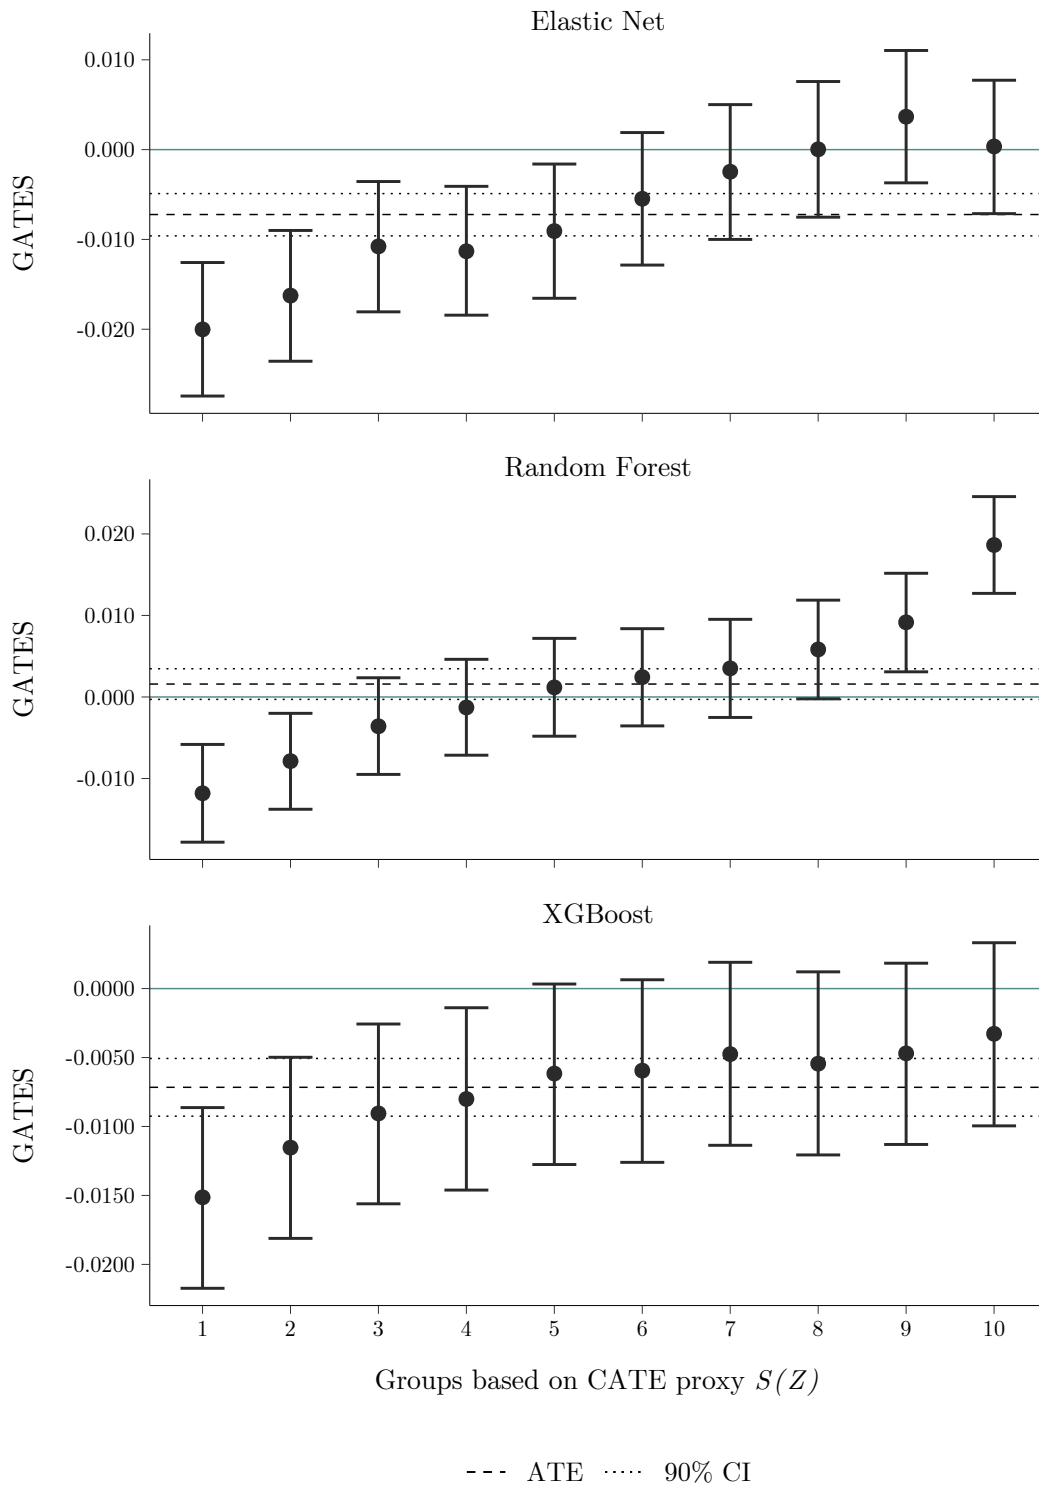 Elastic Net
GATES
0.010
0.000
-0.010
-0.020
Random Forest
GATES
0.020
0.010
0.000
-0.010
XGBoost
GATES
0.0000
-0.0050
-0.0100
-0.0150
-0.0200
1 2 3 4 5 6 7 8 9 10
Groups based on CATE proxy S(Z)
ATE 90% CI